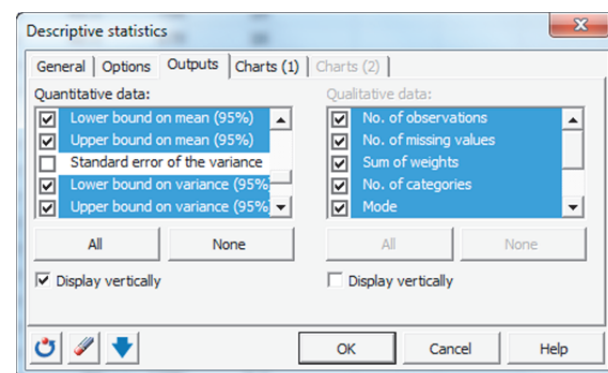 Descriptive statistics
General Options Outputs Charts (1) Charts (2)
Quantitative data:
Lower bound on mean (95%)
Upper bound on mean (95%)
Standard error of the variance
Lower bound on variance (95%
Upper bound on variance (95%
All None
Display vertically
Qualitative data:
No. of observations
No. of missing values
Sum of weights
No. of categories
Mode
All None
Display vertically
OK Cancel Help